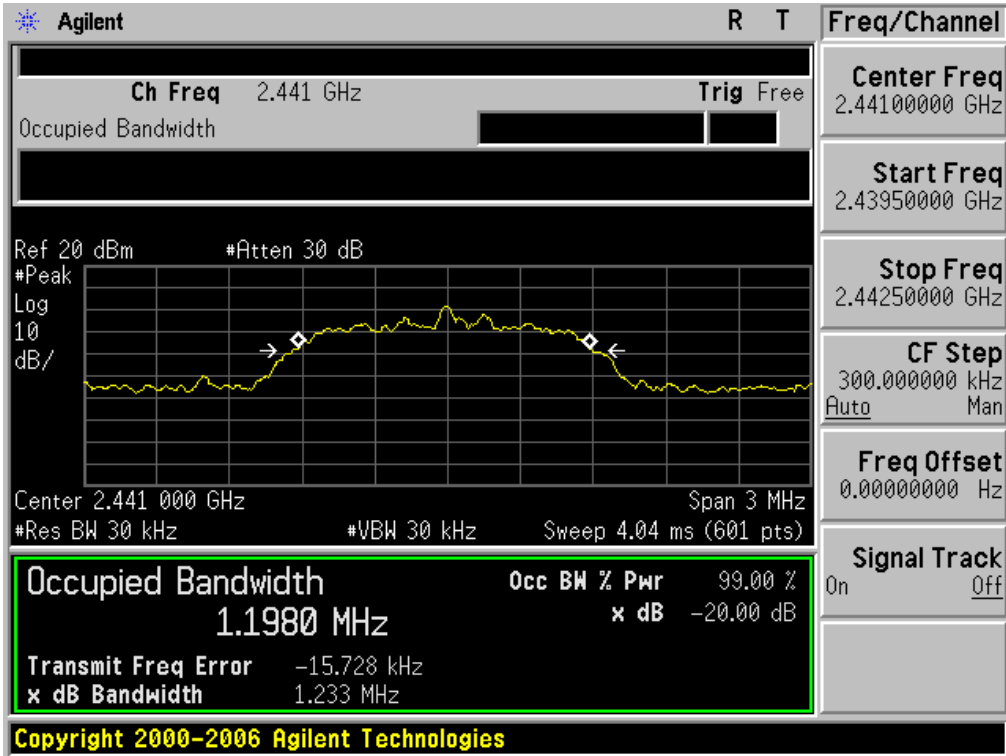 Agilent R T Freq/Channel
Ch Freq 2.441 GHz Trig Free
Occupied Bandwidth
Center Freq
2.44100000 GHz
Start Freq
2.43950000 GHz
Stop Freq
2.44250000 GHz
CF Step
300.000000 kHz
Auto Man
Freq Offset
0.00000000 Hz
Signal Track
On Off
Ref 20 dBm #Atten 30 dB
#Peak
Log
10
dB/
Center 2.441 000 GHz Span 3 MHz
#Res BW 30 kHz #VBW 30 kHz Sweep 4.04 ms (601 pts)
Occupied Bandwidth Occ BW % Pwr 99.00 %
1.1980 MHz x dB -20.00 dB
Transmit Freq Error -15.728 kHz
x dB Bandwidth 1.233 MHz
Copyright 2000-2006 Agilent Technologies